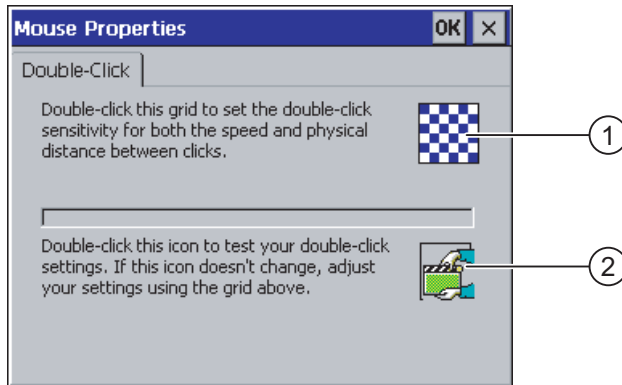 Mouse Properties OK ×
Double-Click
Double-click this grid to set the double-click
sensitivity for both the speed and physical
distance between clicks.
1
Double-click this icon to test your double-click
settings. If this icon doesn't change, adjust
your settings using the grid above.
2